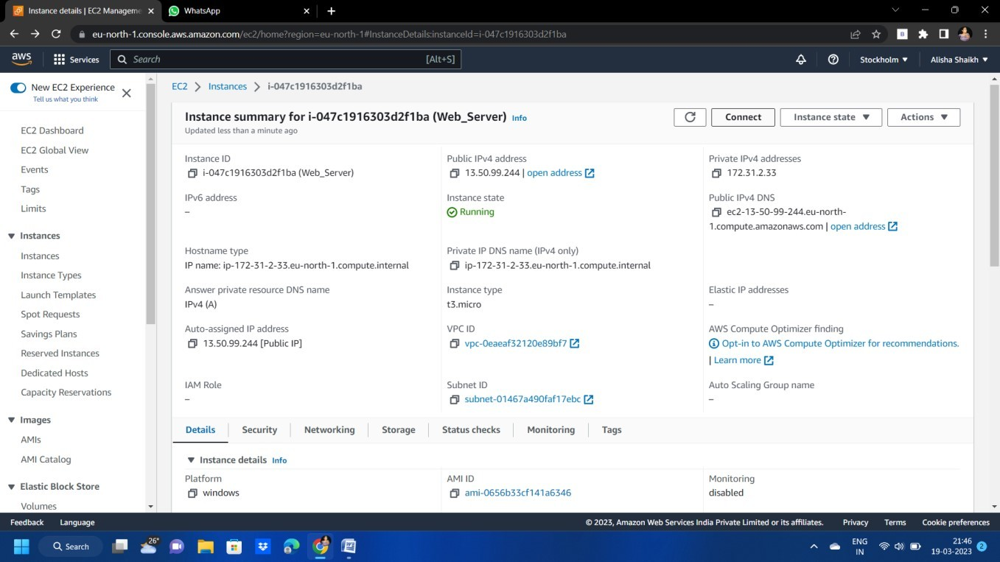 Instance details | EC2 Manageme
WhatsApp
eu-north-1.console.aws.amazon.com/ec2/home?region=eu-north-1#InstanceDetails:instanceId=i-047c1916303d2f1ba
aws
Services
Search
[Alt+S]
Stockholm
Alisha Shaikh
New EC2 Experience
Tell us what you think
EC2 Dashboard
EC2 Global View
Events
Tags
Limits
Instances
Instances
Instance Types
Launch Templates
Spot Requests
Savings Plans
Reserved Instances
Dedicated Hosts
Capacity Reservations
Images
AMIs
AMI Catalog
Elastic Block Store
Volumes
EC2 > Instances > i-047c1916303d2f1ba
Instance summary for i-047c1916303d2f1ba (Web_Server) Info
Updated less than a minute ago
Connect
Instance state
Actions
Instance ID
i-047c1916303d2f1ba (Web_Server)
Public IPv4 address
13.50.99.244 | open address
Private IPv4 addresses
172.31.2.33
IPv6 address
–
Instance state
Running
Public IPv4 DNS
ec2-13-50-99-244.eu-north-
1.compute.amazonaws.com | open address
Hostname type
IP name: ip-172-31-2-33.eu-north-1.compute.internal
Private IP DNS name (IPv4 only)
ip-172-31-2-33.eu-north-1.compute.internal
Answer private resource DNS name
IPv4 (A)
Instance type
t3.micro
Elastic IP addresses
–
Auto-assigned IP address
13.50.99.244 [Public IP]
VPC ID
vpc-0eaeaf32120e89bf7
AWS Compute Optimizer finding
Opt-in to AWS Compute Optimizer for recommendations.
| Learn more
IAM Role
–
Subnet ID
subnet-01467a490faf17ebc
Auto Scaling Group name
–
Details
Security
Networking
Storage
Status checks
Monitoring
Tags
Instance details Info
Platform
windows
AMI ID
ami-0656b33cf141a6346
Monitoring
disabled
Feedback
Language
© 2023, Amazon Web Services India Private Limited or its affiliates.
Privacy
Terms
Cookie preferences
26°
Search
ENG
IN
21:46
19-03-2023
2